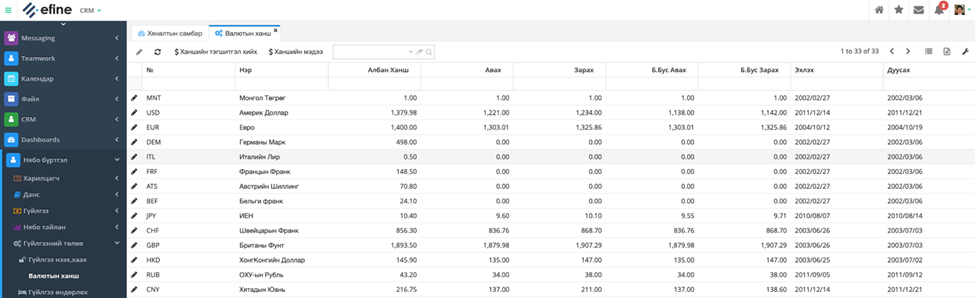 efine CRM 3
Messaging
Teamwork
Календар
Файл
CRM
Dashboards
Нябо бүртгэл
Харилцагч
Данс
Гүйлгээ
Нябо тайлан
Гүйлгээний төлөв
Гүйлгээ нээх,хаах
Валютын ханш
Гүйлгээ өндөрлөх
Хяналтын самбар Валютын ханш
Ханшийн тэгшитгэл хийх Ханшийн мэдээ 1 to 33 of 33
№ Нэр Албан Ханш Авах Зарах Б.Бус Авах Б.Бус Зарах Эхлэх Дуусах
MNT Монгол Төгрөг 1.00 1.00 1.00 1.00 1.00 2002/02/27 2002/03/06
USD Америк Доллар 1,379.98 1,221.00 1,234.00 1,138.00 1,142.00 2011/12/14 2011/12/21
EUR Евро 1,400.00 1,303.01 1,325.86 1,303.01 1,325.86 2004/10/12 2004/10/19
DEM Германы Марк 498.00 0.00 0.00 0.00 0.00 2002/02/27 2002/03/06
ITL Италийн Лир 0.50 0.00 0.00 0.00 0.00 2002/02/27 2002/03/06
FRF Францын Франк 148.50 0.00 0.00 0.00 0.00 2002/02/27 2002/03/06
ATS Австрийн Шиллинг 70.80 0.00 0.00 0.00 0.00 2002/02/27 2002/03/06
BEF Бельги франк 24.10 0.00 0.00 0.00 0.00 2002/02/27 2002/03/06
JPY ИЕН 10.40 9.60 10.10 9.55 9.71 2010/08/07 2010/08/14
CHF Швейцарын Франк 856.30 836.76 868.70 836.76 868.70 2003/06/26 2003/07/03
GBP Британы Фунт 1,893.50 1,879.98 1,907.29 1,879.98 1,907.29 2003/06/26 2003/07/03
HKD ХонгКонгийн Доллар 145.90 135.00 147.00 135.00 147.00 2003/06/25 2003/07/02
RUB ОХУ-ын Рубль 43.20 34.00 38.00 34.00 38.00 2011/09/05 2011/09/12
CNY Хятадын Юань 216.75 137.00 211.00 137.00 138.60 2011/12/14 2011/12/21